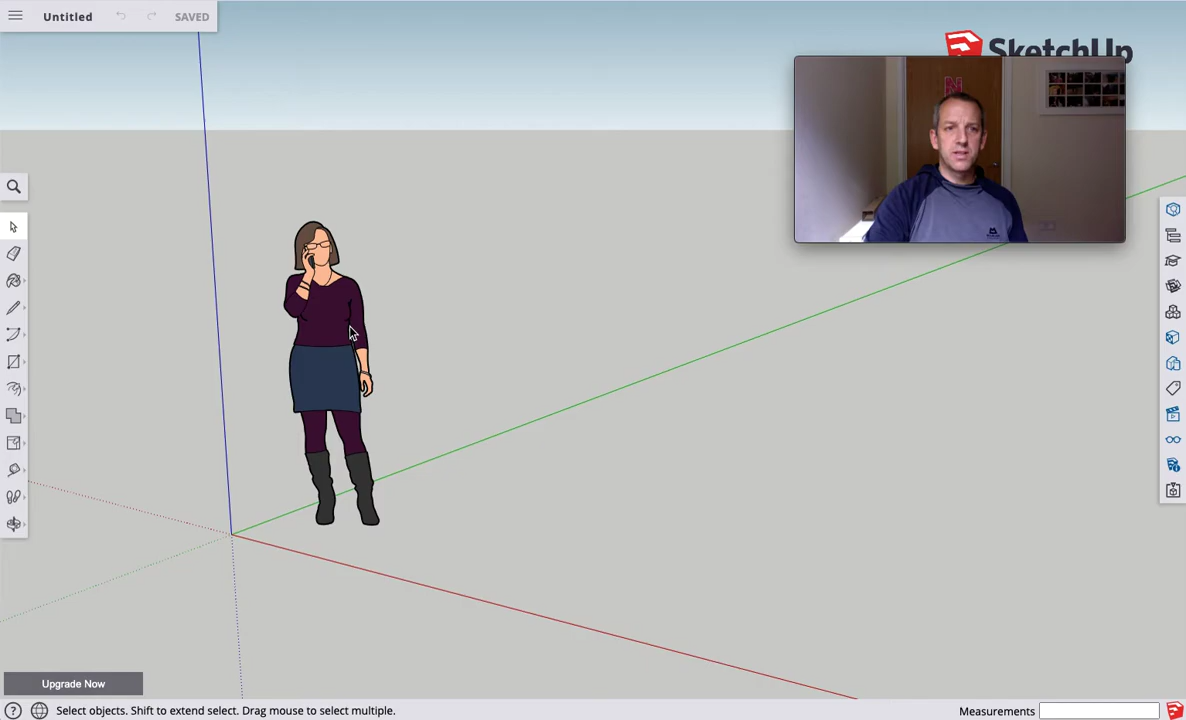 Untitled
SAVED
SketchUp
N
Upgrade Now
Select objects. Shift to extend select. Drag mouse to select multiple.
Measurements